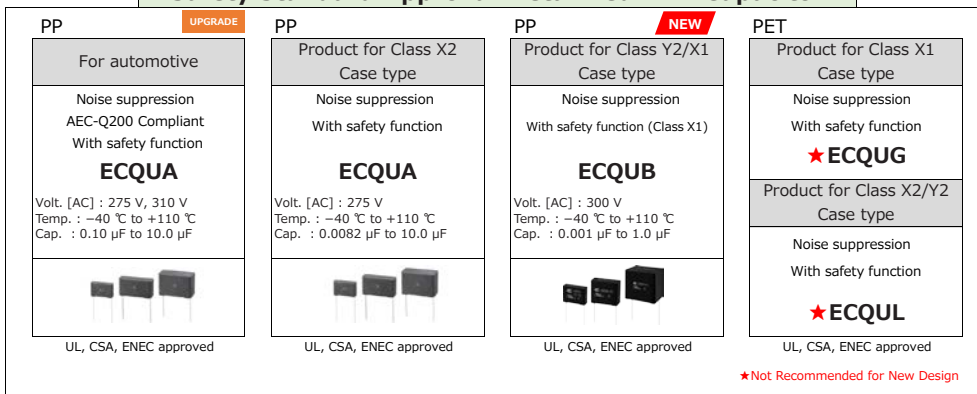 PP
UPGRADE
For automotive
Noise suppression
AEC-Q200 Compliant
With safety function
ECQUA
Volt. [AC] : 275 V, 310 V
Temp. : −40 ℃ to +110 ℃
Cap. : 0.10 μF to 10.0 μF
UL, CSA, ENEC approved
PP
Product for Class X2
Case type
Noise suppression
With safety function
ECQUA
Volt. [AC] : 275 V
Temp. : −40 ℃ to +110 ℃
Cap. : 0.0082 μF to 10.0 μF
UL, CSA, ENEC approved
PP
NEW
Product for Class Y2/X1
Case type
Noise suppression
With safety function (Class X1)
ECQUB
Volt. [AC] : 300 V
Temp. : −40 ℃ to +110 ℃
Cap. : 0.001 μF to 1.0 μF
UL, CSA, ENEC approved
PET
Product for Class X1
Case type
Noise suppression
With safety function
★ECQUG
Product for Class X2/Y2
Case type
Noise suppression
With safety function
★ECQUL
UL, CSA, ENEC approved
★Not Recommended for New Design